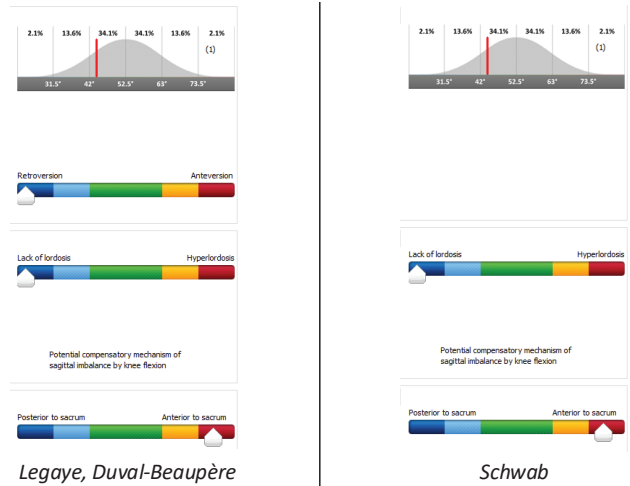 2.1% 13.6% 34.1% 34.1% 13.6% 2.1%
(1)
31.5° 42° 52.5° 63° 73.5°
Retroversion Anteversion
Lack of lordosis Hyperlordosis
Potential compensatory mechanism of
sagittal imbalance by knee flexion
Posterior to sacrum Anterior to sacrum
Legaye, Duval-Beaupère
2.1% 13.6% 34.1% 34.1% 13.6% 2.1%
(1)
31.5° 42° 52.5° 63° 73.5°
Lack of lordosis Hyperlordosis
Potential compensatory mechanism of
sagittal imbalance by knee flexion
Posterior to sacrum Anterior to sacrum
Schwab